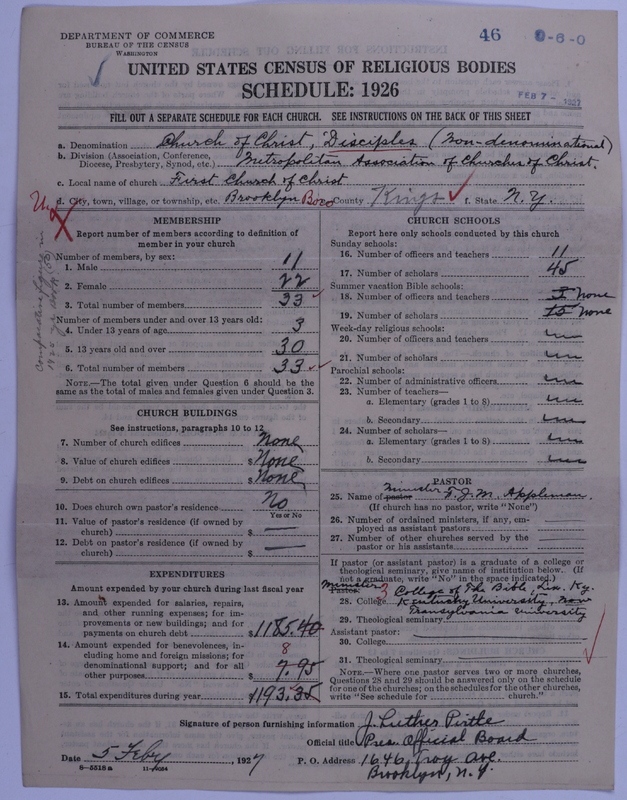 DEPARTMENT OF COMMERCE
BUREAU OF THE CENSUS
WASHINGTON
46
6-0
UNITED STATES CENSUS OF RELIGIOUS BODIES
SCHEDULE: 1926
FEB 7 - 1927
FILL OUT A SEPARATE SCHEDULE FOR EACH CHURCH. SEE INSTRUCTIONS ON THE BACK OF THIS SHEET
a. Denomination Church of Christ, Disciples (Non-denominational)
b. Division (Association, Conference, Diocese, Presbytery, Synod, etc.) Metropolitan Association of Churches of Christ.
c. Local name of church First Church of Christ
d. City, town, village, or township, etc. Brooklyn Boro County Kings f. State N.Y.
MEMBERSHIP
Report number of members according to definition of
member in your church
Number of members, by sex:
1. Male 11
2. Female 22
3. Total number of members 33
Number of members under and over 13 years old:
4. Under 13 years of age 3
5. 13 years old and over 30
6. Total number of members 33
NOTE.—The total given under Question 6 should be the
same as the total of males and females given under Question 3.
CHURCH BUILDINGS
See instructions, paragraphs 10 to 12
7. Number of church edifices None
8. Value of church edifices $ None
9. Debt on church edifices $ None
10. Does church own pastor's residence No
Yes or No
11. Value of pastor's residence (if owned by
church) $
12. Debt on pastor's residence (if owned by
church) $
EXPENDITURES
Amount expended by your church during last fiscal year
13. Amount expended for salaries, repairs,
and other running expenses; for im-
provements or new buildings; and for
payments on church debt $ 1185.40
14. Amount expended for benevolences, in-
cluding home and foreign missions; for
denominational support; and for all
other purposes $ 7.95
8
15. Total expenditures during year $1193.35
CHURCH SCHOOLS
Report here only schools conducted by this church
Sunday schools:
16. Number of officers and teachers 11
17. Number of scholars 45
Summer vacation Bible schools:
18. Number of officers and teachers None
19. Number of scholars 15 None
Week-day religious schools:
20. Number of officers and teachers
21. Number of scholars
Parochial schools:
22. Number of administrative officers
23. Number of teachers—
a. Elementary (grades 1 to 8)
b. Secondary
24. Number of scholars—
a. Elementary (grades 1 to 8)
b. Secondary
PASTOR
Minister
25. Name of pastor F. J. M. Appleman.
(If church has no pastor, write "None")
26. Number of ordained ministers, if any, em-
ployed as assistant pastors
27. Number of other churches served by the
pastor or his assistants
If pastor (or assistant pastor) is a graduate of a college or
theological seminary, give name of institution below. (If
not a graduate, write "No" in the space indicated.)
Minister
Pastor: 3 College of The Bible, Lex. Ky.
28. College Kentucky University, Now
Transylvania University
29. Theological seminary
Assistant pastor:
30. College
31. Theological seminary
NOTE.—Where one pastor serves two or more churches,
Questions 28 and 29 should be answered only on the schedule
for one of the churches; on the schedules for the other churches,
write "See schedule for church."
Signature of person furnishing information J. Luther Pirtle
Official title Pres. Official Board
Date 5 Feby, 1927 P. O. Address 1646, Troy Ave.
Brooklyn, N.Y.
8—5518a